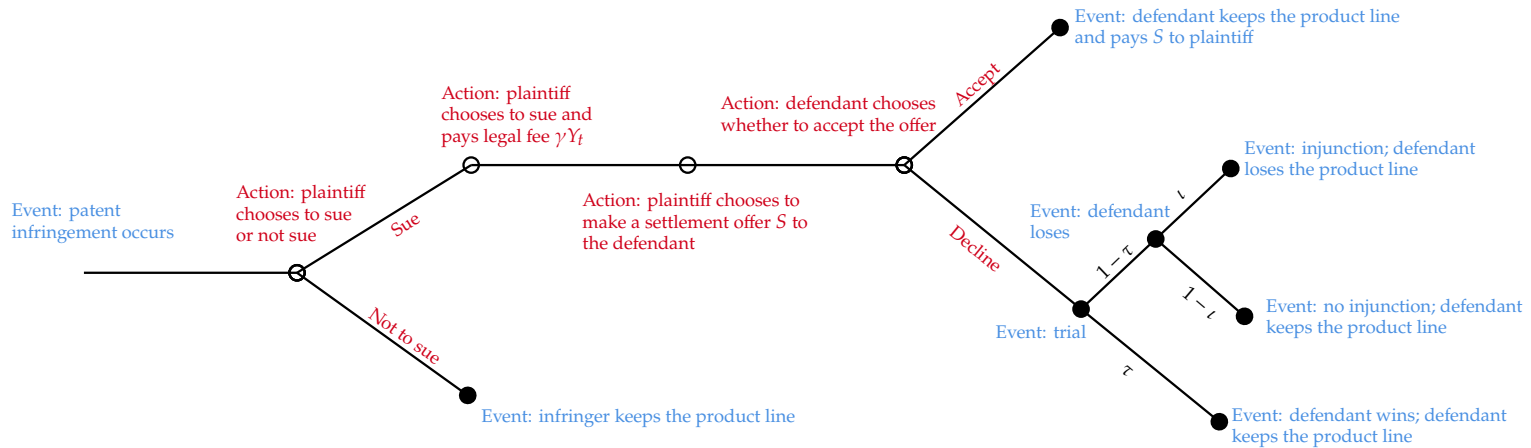 Event: patent
infringement occurs
Action: plaintiff
chooses to sue
or not sue
Sue
Not to sue
Event: infringer keeps the product line
Action: plaintiff
chooses to sue and
pays legal fee γY_t
Action: plaintiff chooses to
make a settlement offer S to
the defendant
Action: defendant chooses
whether to accept the offer
Accept
Event: defendant keeps the product line
and pays S to plaintiff
Decline
Event: trial
1 − τ
Event: defendant
loses
ι
Event: injunction; defendant
loses the product line
1 − ι
Event: no injunction; defendant
keeps the product line
τ
Event: defendant wins; defendant
keeps the product line